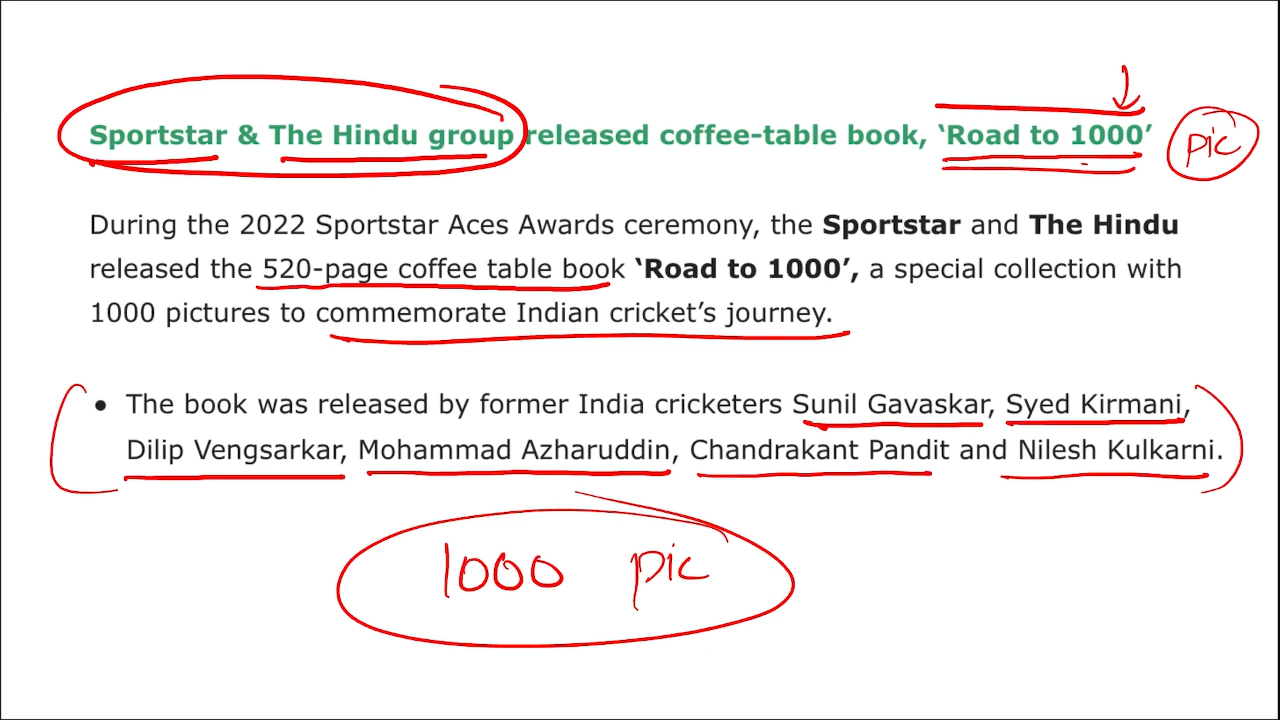 Sportstar & The Hindu group released coffee-table book, ‘Road to 1000’
pic
During the 2022 Sportstar Aces Awards ceremony, the Sportstar and The Hindu
released the 520-page coffee table book ‘Road to 1000’, a special collection with
1000 pictures to commemorate Indian cricket’s journey.
• The book was released by former India cricketers Sunil Gavaskar, Syed Kirmani,
Dilip Vengsarkar, Mohammad Azharuddin, Chandrakant Pandit and Nilesh Kulkarni.
1000 pic